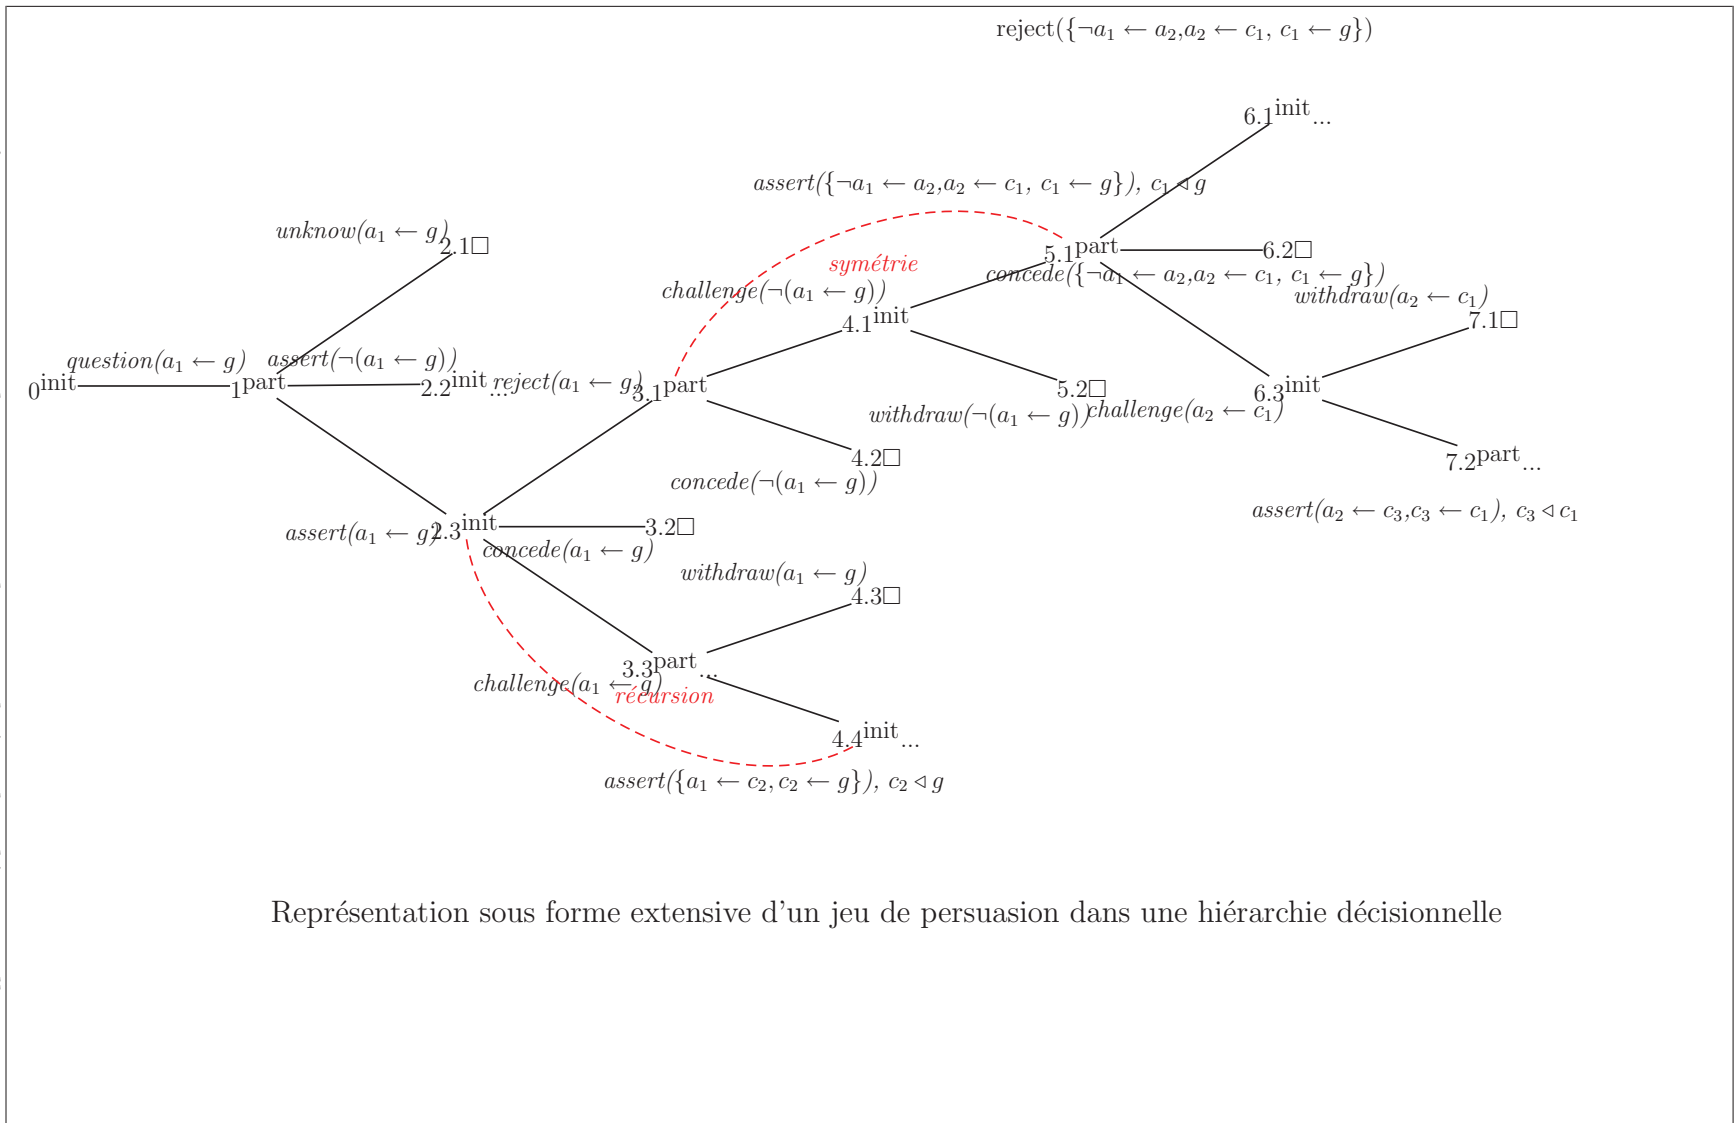 reject({¬a₁ ← a₂,a₂ ← c₁, c₁ ← g})
6.1init...
assert({¬a₁ ← a₂,a₂ ← c₁, c₁ ← g}), c₁ ◁ g
unknow(a₁ ← g)
2.1□
5.1part
6.2□
symétrie
concede({¬a₁ ← a₂,a₂ ← c₁, c₁ ← g})
challenge(¬(a₁ ← g))
withdraw(a₂ ← c₁)
4.1init
7.1□
question(a₁ ← g)
assert(¬(a₁ ← g))
0init
1part
2.2init...
reject(a₁ ← g)
3.1part
5.2□
6.3init
withdraw(¬(a₁ ← g))
challenge(a₂ ← c₁)
4.2□
7.2part...
concede(¬(a₁ ← g))
assert(a₂ ← c₃,c₃ ← c₁), c₃ ◁ c₁
assert(a₁ ← g)
2.3init
3.2□
concede(a₁ ← g)
withdraw(a₁ ← g)
4.3□
3.3part...
challenge(a₁ ← g)
récursion
4.4init...
assert({a₁ ← c₂, c₂ ← g}), c₂ ◁ g
Représentation sous forme extensive d'un jeu de persuasion dans une hiérarchie décisionnelle